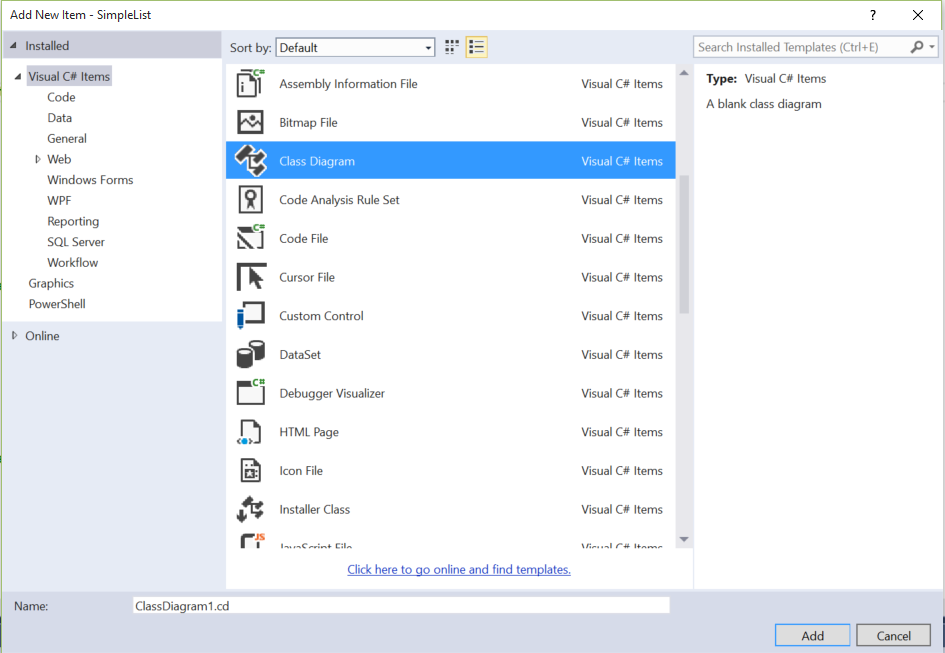 Add New Item - SimpleList
?
Installed
Visual C# Items
Code
Data
General
Web
Windows Forms
WPF
Reporting
SQL Server
Workflow
Graphics
PowerShell
Online
Sort by: Default
C# Assembly Information File Visual C# Items
Bitmap File Visual C# Items
Class Diagram Visual C# Items
Code Analysis Rule Set Visual C# Items
C# Code File Visual C# Items
Cursor File Visual C# Items
Custom Control Visual C# Items
DataSet Visual C# Items
C# Debugger Visualizer Visual C# Items
HTML Page Visual C# Items
Icon File Visual C# Items
Installer Class Visual C# Items
JS JavaScript File Visual C# Items
Click here to go online and find templates.
Search Installed Templates (Ctrl+E)
Type: Visual C# Items
A blank class diagram
Name: ClassDiagram1.cd
Add Cancel